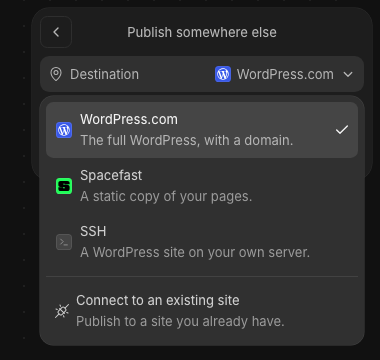 Publish somewhere else
Destination
WordPress.com
WordPress.com
The full WordPress, with a domain.
Spacefast
A static copy of your pages.
SSH
A WordPress site on your own server.
Connect to an existing site
Publish to a site you already have.